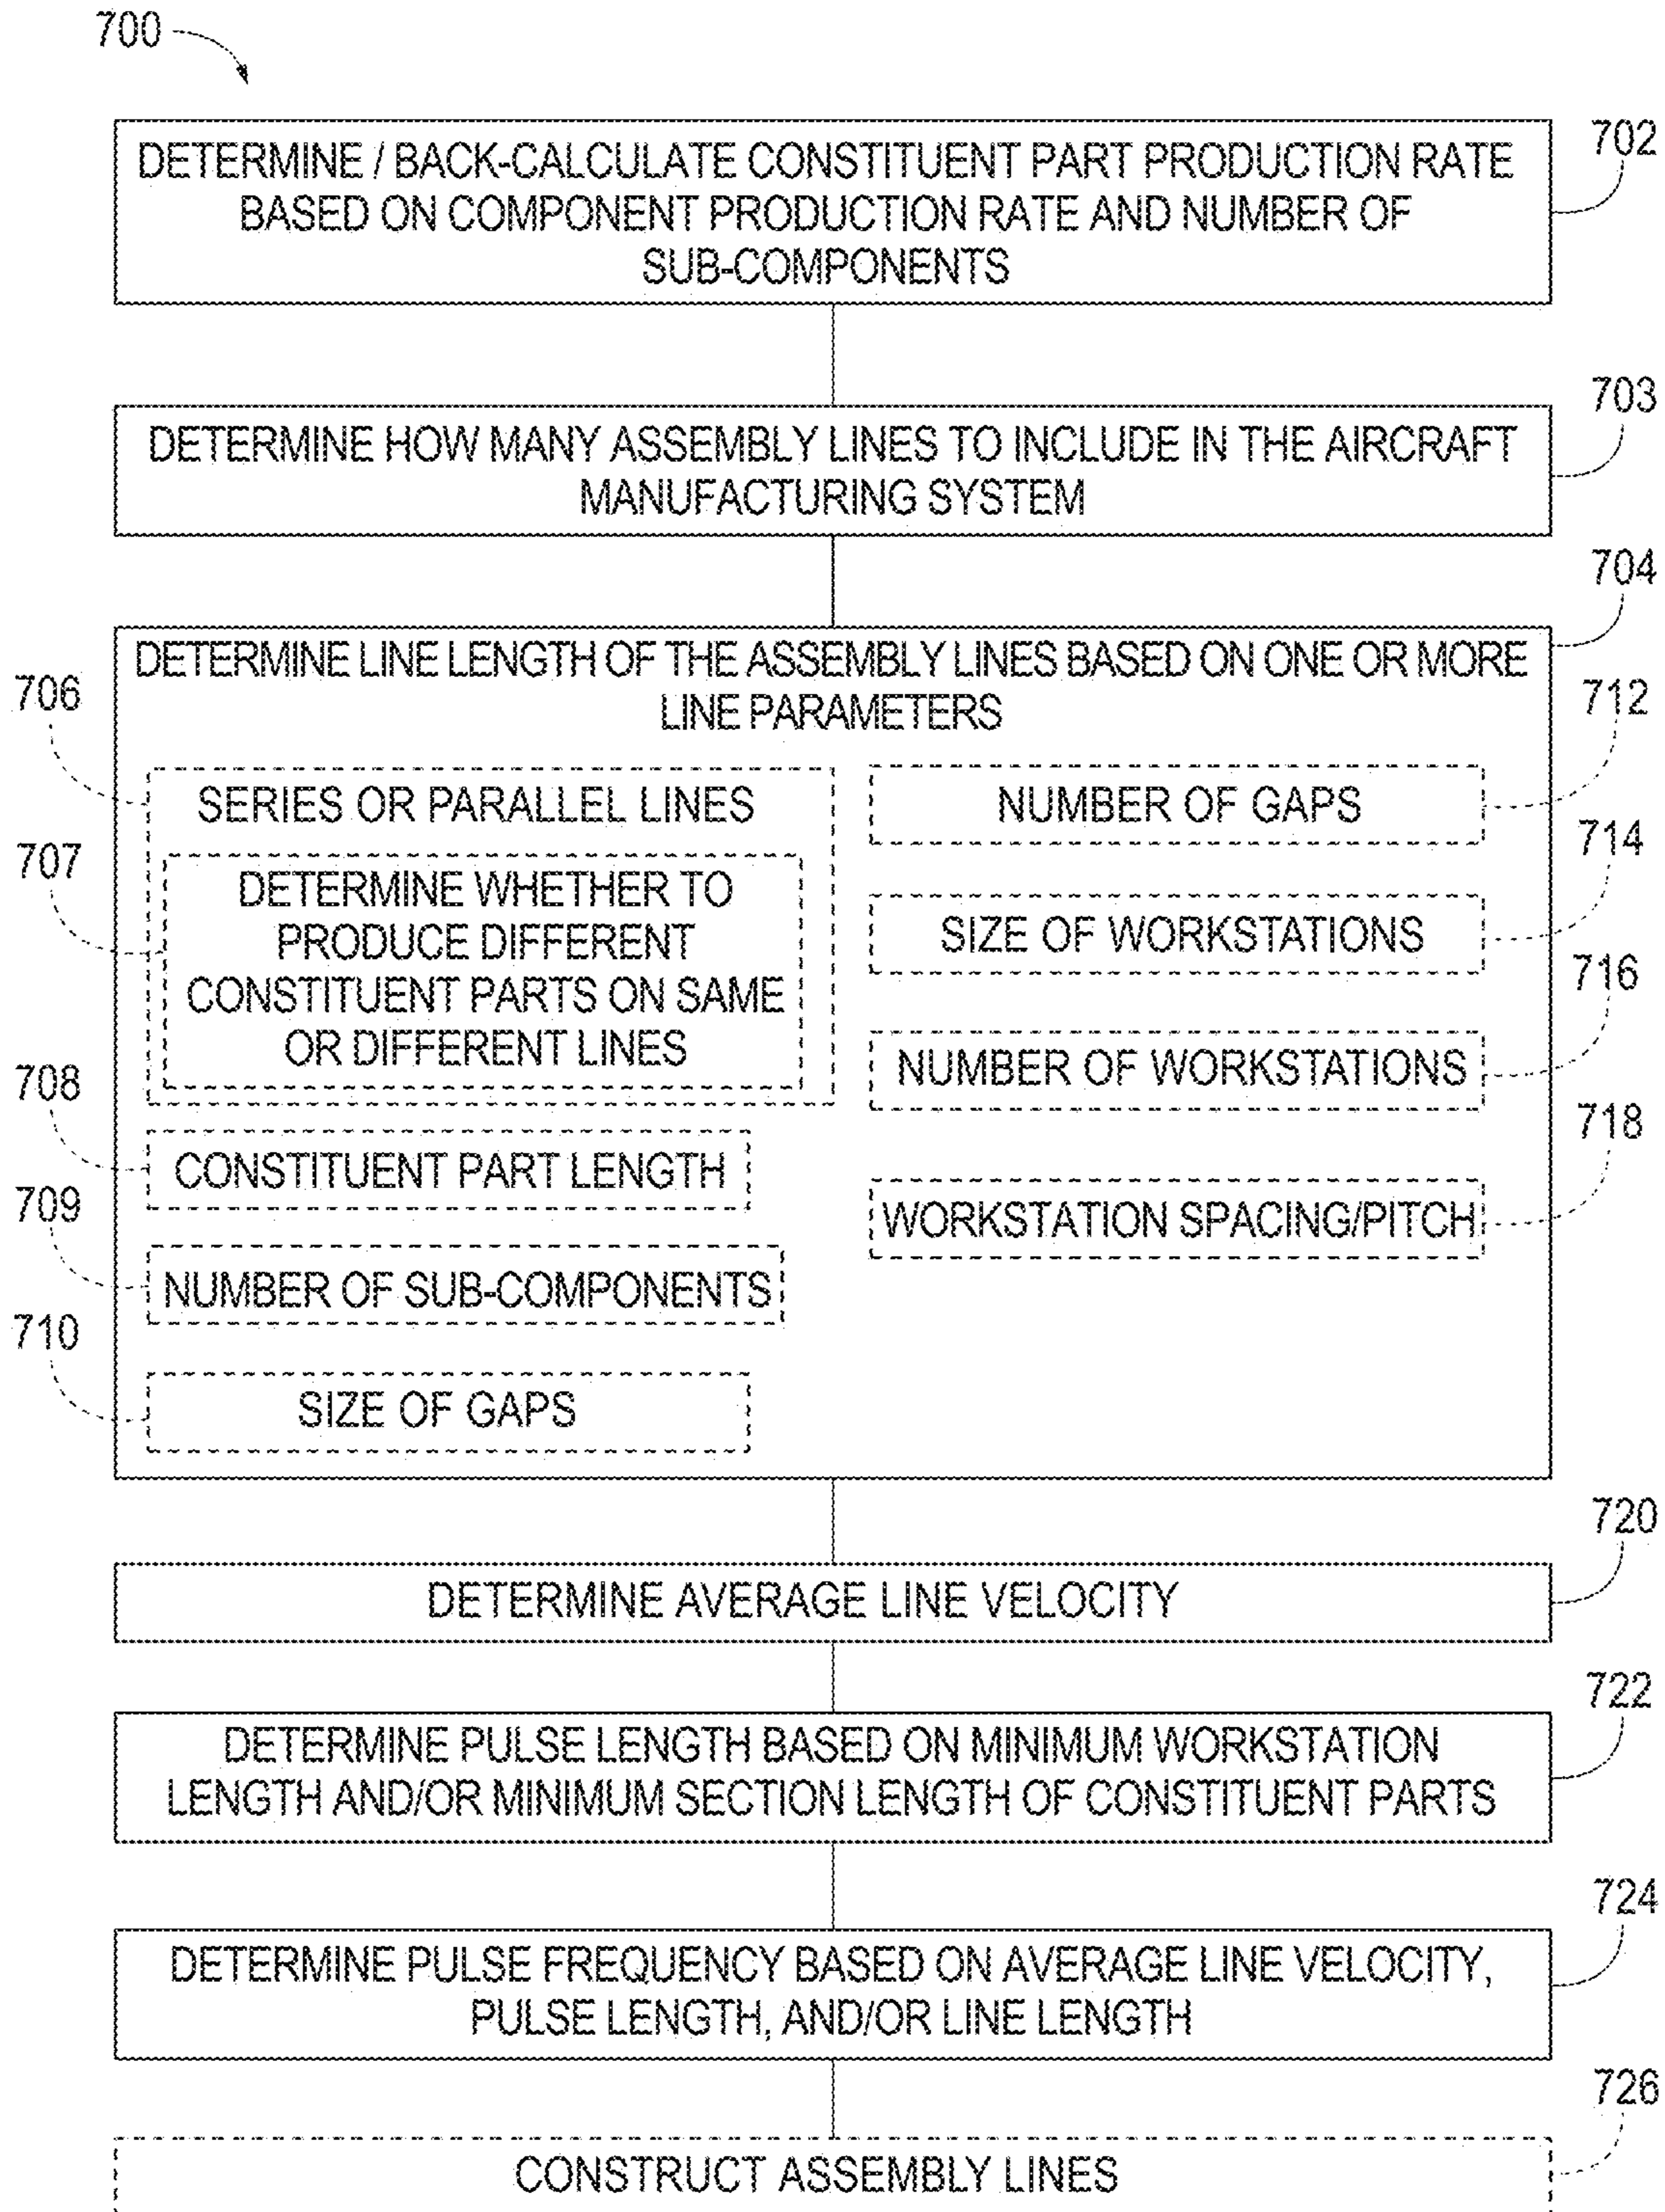 700
702
DETERMINE / BACK-CALCULATE CONSTITUENT PART PRODUCTION RATE
BASED ON COMPONENT PRODUCTION RATE AND NUMBER OF
SUB-COMPONENTS
703
DETERMINE HOW MANY ASSEMBLY LINES TO INCLUDE IN THE AIRCRAFT
MANUFACTURING SYSTEM
704
DETERMINE LINE LENGTH OF THE ASSEMBLY LINES BASED ON ONE OR MORE
LINE PARAMETERS
706
SERIES OR PARALLEL LINES
707
DETERMINE WHETHER TO
PRODUCE DIFFERENT
CONSTITUENT PARTS ON SAME
OR DIFFERENT LINES
708
CONSTITUENT PART LENGTH
709
NUMBER OF SUB-COMPONENTS
710
SIZE OF GAPS
712
NUMBER OF GAPS
714
SIZE OF WORKSTATIONS
716
NUMBER OF WORKSTATIONS
718
WORKSTATION SPACING/PITCH
720
DETERMINE AVERAGE LINE VELOCITY
722
DETERMINE PULSE LENGTH BASED ON MINIMUM WORKSTATION
LENGTH AND/OR MINIMUM SECTION LENGTH OF CONSTITUENT PARTS
724
DETERMINE PULSE FREQUENCY BASED ON AVERAGE LINE VELOCITY,
PULSE LENGTH, AND/OR LINE LENGTH
726
CONSTRUCT ASSEMBLY LINES